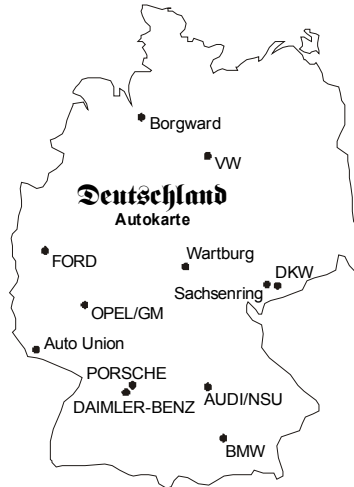 Borgward
VW
Deutschland
Autokarte
Wartburg
FORD
DKW
Sachsenring
OPEL/GM
Auto Union
PORSCHE
DAIMLER-BENZ
AUDI/NSU
BMW